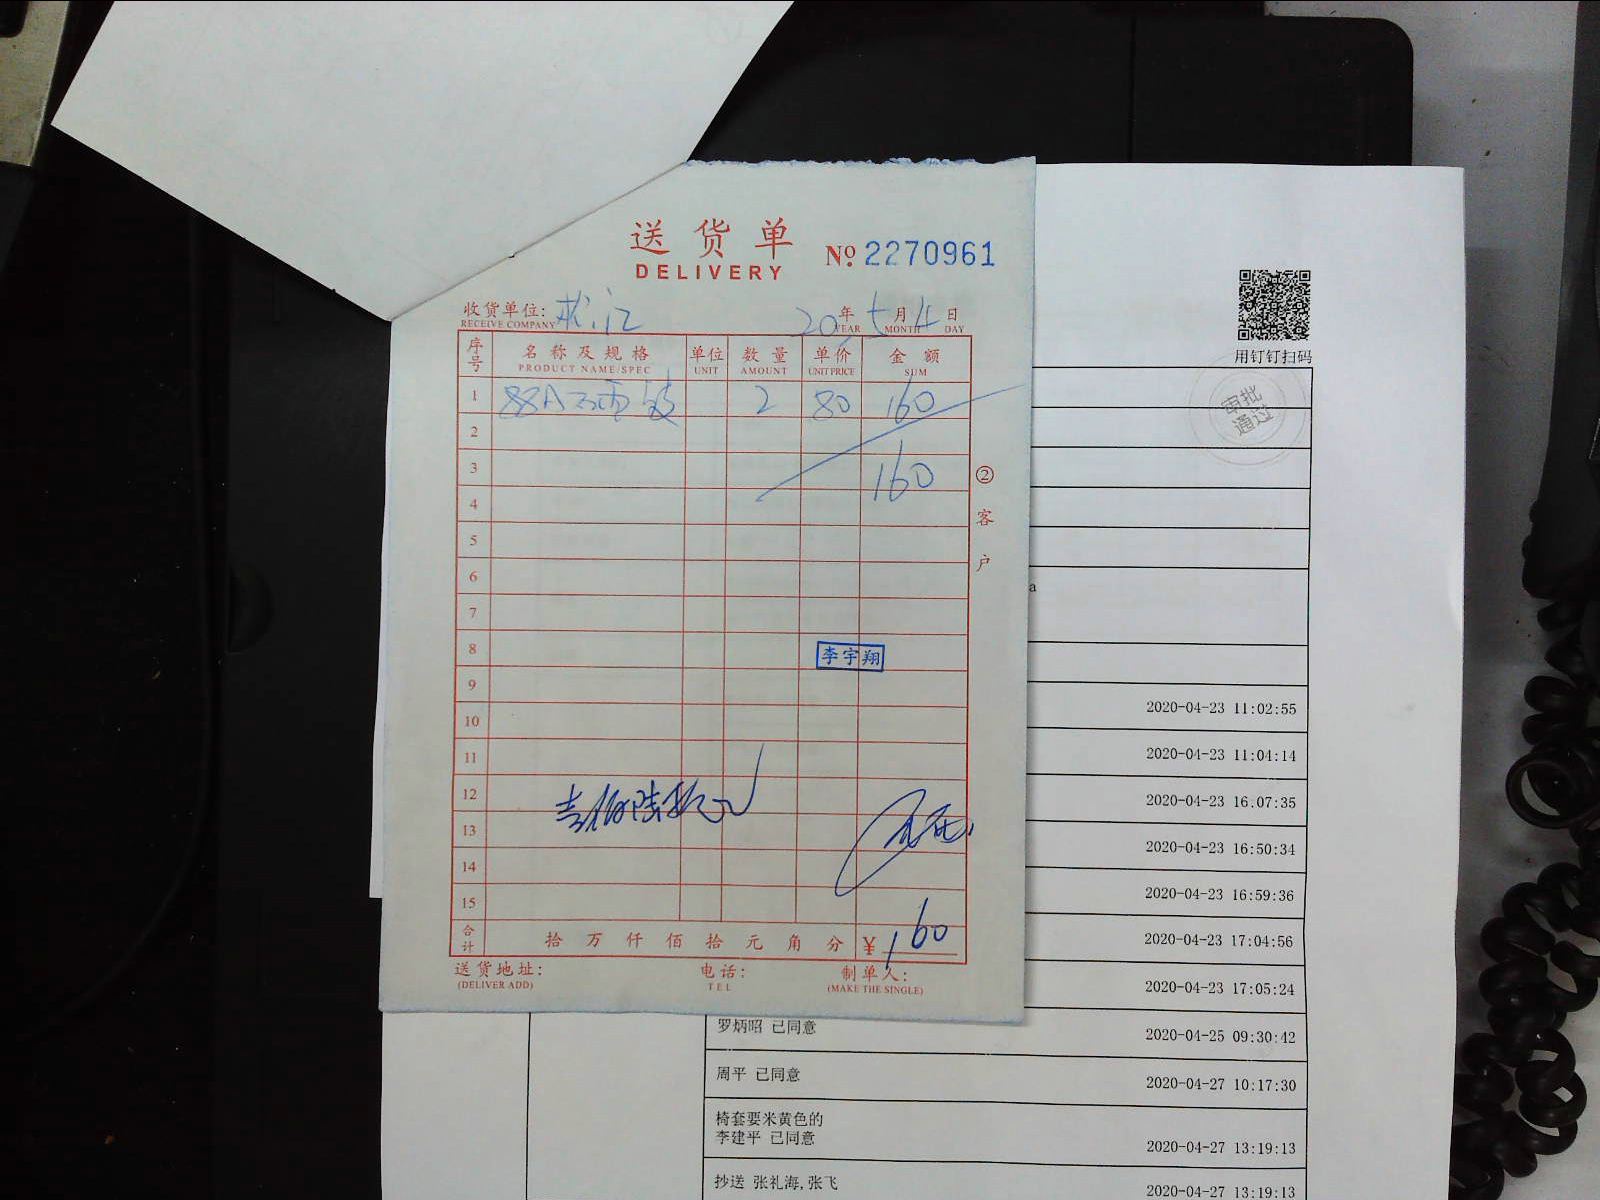 送货单
DELIVERY
№ 2270961
收货单位:
RECEIVE COMPANY
20年 七月4日
YEAR MONTH DAY
序号 名称及规格 单位 数量 单价 金额
PRODUCT NAME/SPEC UNIT AMOUNT UNIT PRICE SUM
1 88A 2 80 160
2
3 160
4
5
6
7
8 李宇翔
9
10
11
12
13
14
15
合计 拾 万 仟 佰 拾 元 角 分 ¥160
送货地址: 电话: 制单人:
(DELIVER ADD) TEL (MAKE THE SINGLE)
② 客户
用钉钉扫码
审批
通过
a
2020-04-23 11:02:55
2020-04-23 11:04:14
2020-04-23 16:07:35
2020-04-23 16:50:34
2020-04-23 16:59:36
2020-04-23 17:04:56
2020-04-23 17:05:24
罗炳昭 已同意 2020-04-25 09:30:42
周平 已同意 2020-04-27 10:17:30
椅套要米黄色的
李建平 已同意 2020-04-27 13:19:13
抄送 张礼海,张飞 2020-04-27 13:19:13